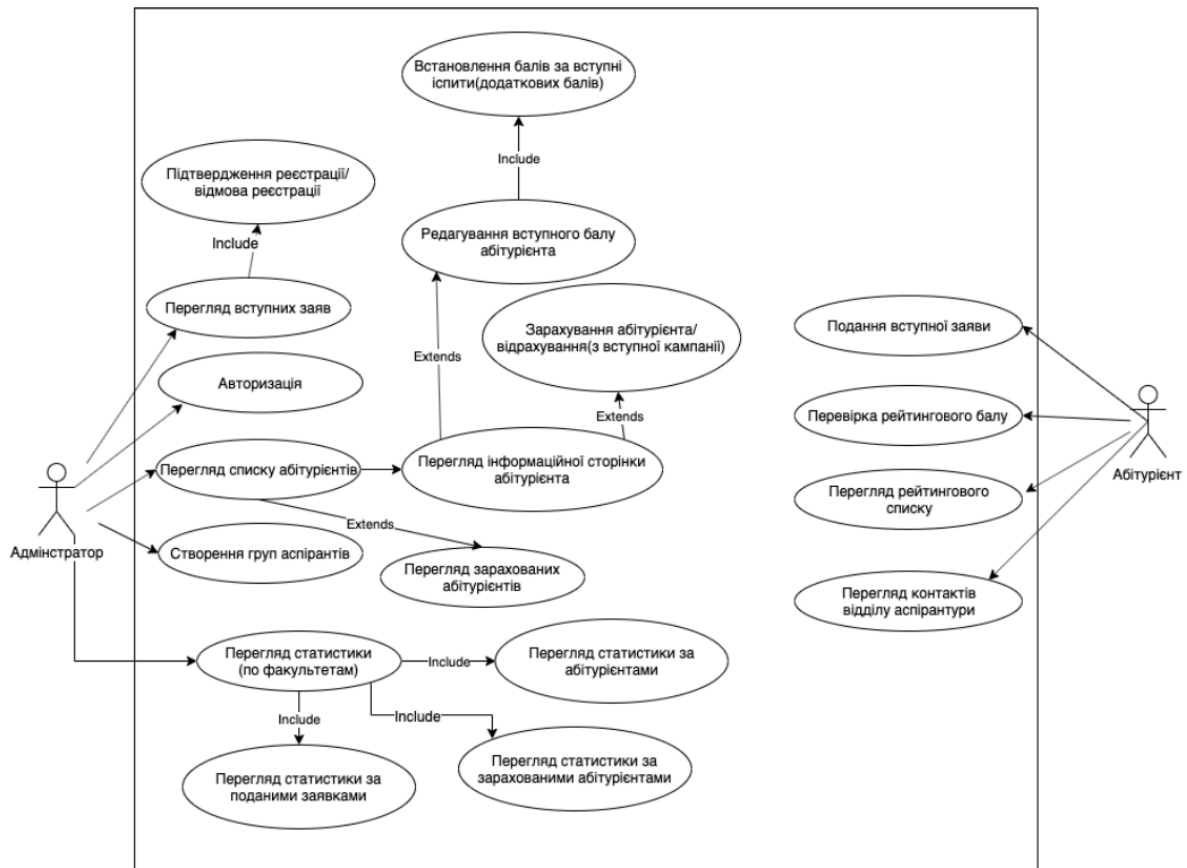 Встановлення балів за вступні
іспити(додаткових балів)
Include
Підтвердження реєстрації/
відмова реєстрації
Include
Редагування вступного балу
абітурієнта
Перегляд вступних заяв
Зарахування абітурієнта/
відрахування(з вступної кампанії)
Подання вступної заяви
Extends
Авторизація
Extends
Перевірка рейтингового балу
Перегляд списку абітурієнтів
Перегляд інформаційної сторінки
абітурієнта
Абітурієнт
Перегляд рейтингового
списку
Extends
Адмінстратор
Створення груп аспірантів
Перегляд зарахованих
абітурієнтів
Перегляд контактів
відділу аспірантури
Перегляд статистики
(по факультетам)
Include
Перегляд статистики за
абітурієнтами
Include
Include
Перегляд статистики за
зарахованими абітурієнтами
Перегляд статистики за
поданими заявками